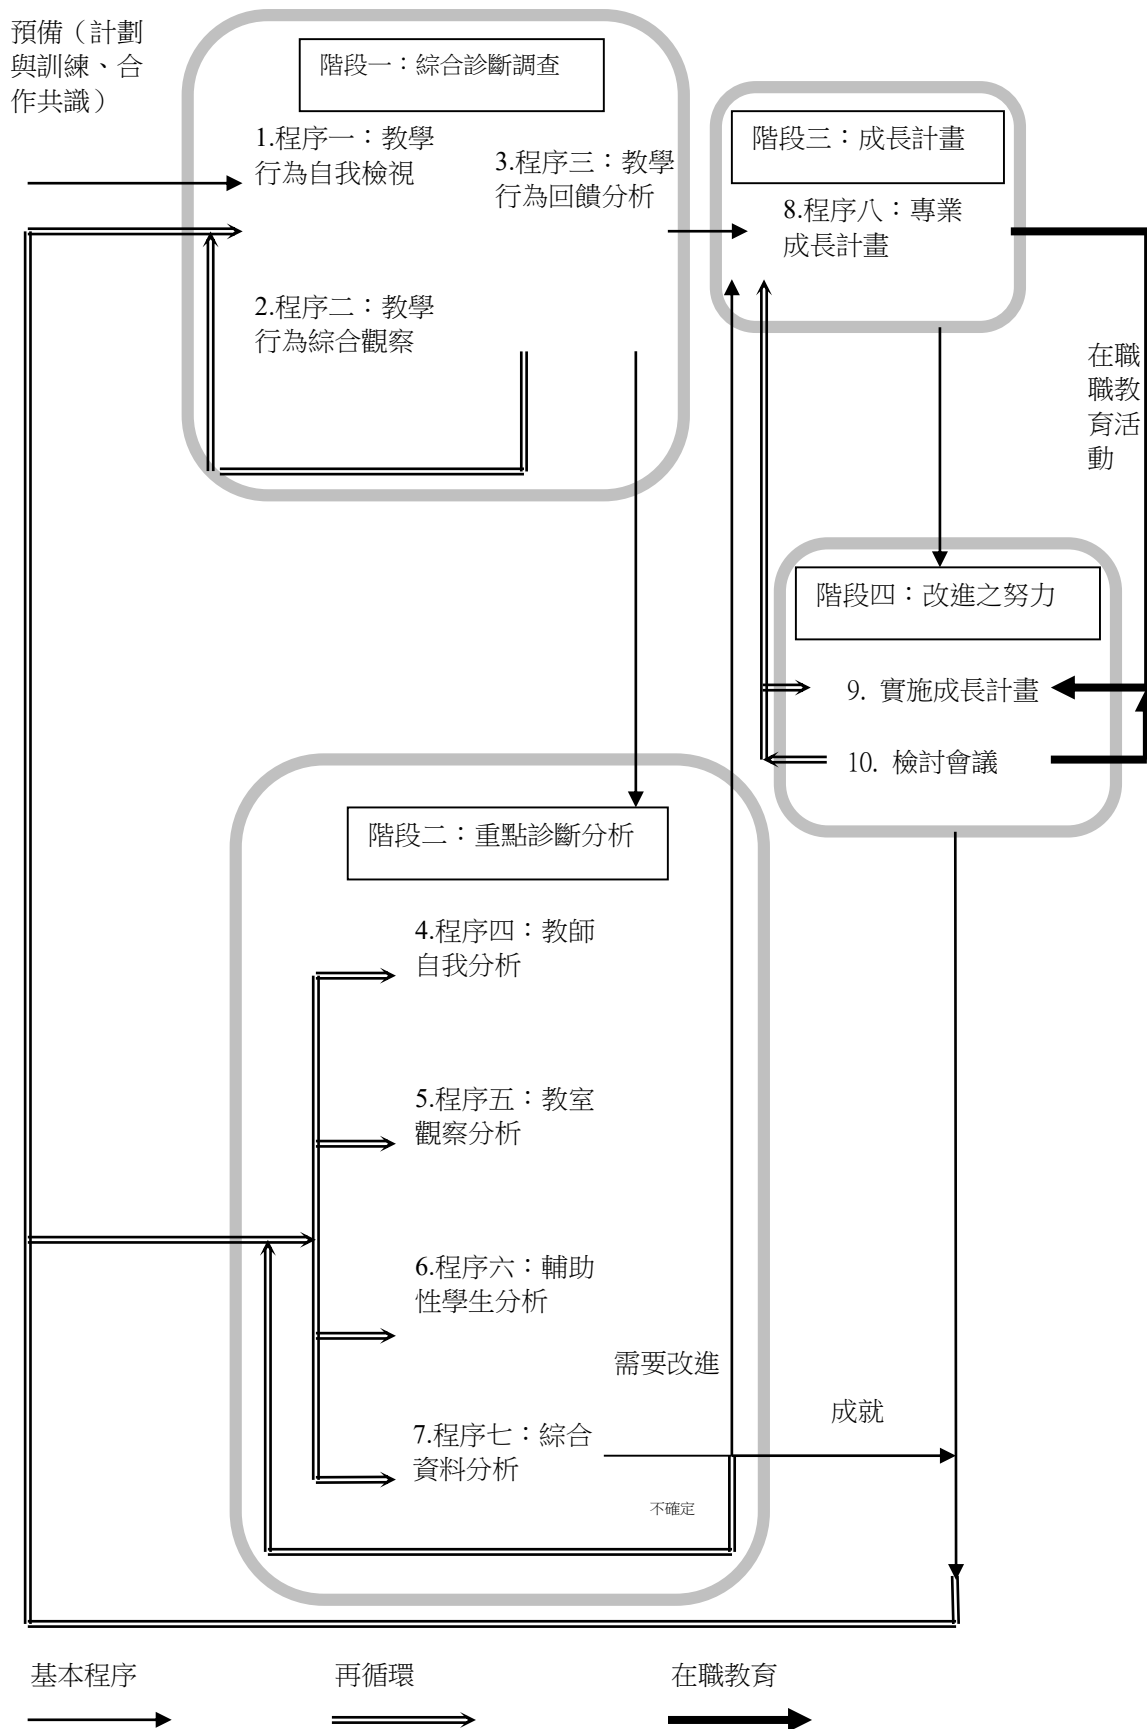 預備（計劃
與訓練、合
作共識）
階段一：綜合診斷調查
1.程序一：教學
行為自我檢視
3.程序三：教學
行為回饋分析
2.程序二：教學
行為綜合觀察
階段三：成長計畫
8.程序八：專業
成長計畫
在職
職教
育活
動
階段四：改進之努力
9. 實施成長計畫
10. 檢討會議
階段二：重點診斷分析
4.程序四：教師
自我分析
5.程序五：教室
觀察分析
6.程序六：輔助
性學生分析
需要改進
成就
7.程序七：綜合
資料分析
不確定
基本程序
再循環
在職教育